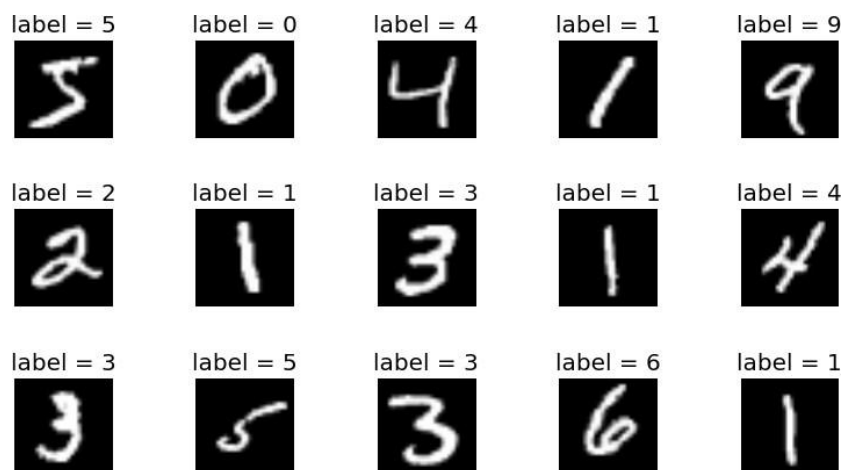 label = 5 label = 0 label = 4 label = 1 label = 9
5 0 4 1 9
label = 2 label = 1 label = 3 label = 1 label = 4
2 1 3 1 4
label = 3 label = 5 label = 3 label = 6 label = 1
3 5 3 6 1